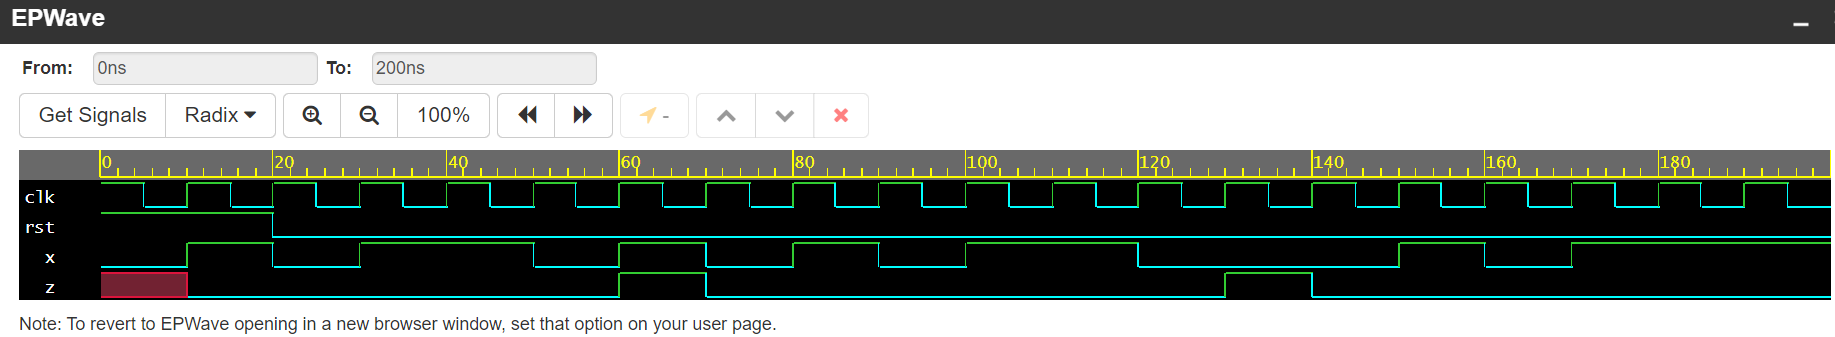 EPWave
From: 0ns To: 200ns
Get Signals Radix 100% -
0 20 40 60 80 100 120 140 160 180
clk
rst
x
z
Note: To revert to EPWave opening in a new browser window, set that option on your user page.